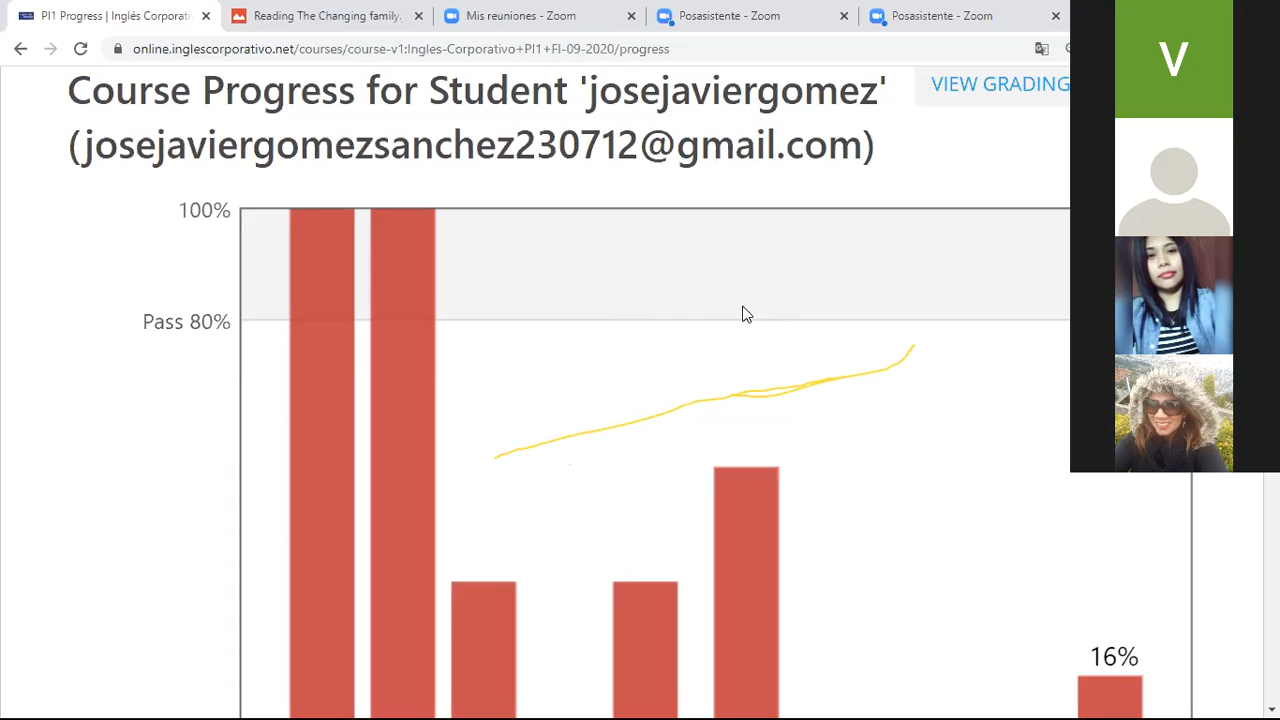 PI1 Progress | Inglés Corporati
Reading The Changing family.
Mis reuniones - Zoom
Posasistente - Zoom
Posasistente - Zoom
online.inglescorporativo.net/courses/course-v1:Ingles-Corporativo+PI1+FI-09-2020/progress
Course Progress for Student 'josejaviergomez'
(josejaviergomezsanchez230712@gmail.com)
VIEW GRADING
100%
Pass 80%
16%
V